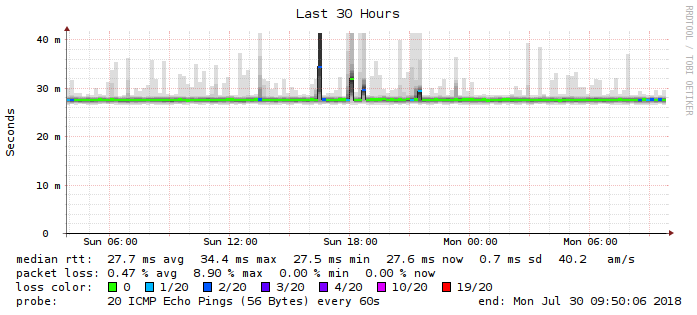 Last 30 Hours
RRDTOOL / TOBI OETIKER
Seconds
40 m
30 m
20 m
10 m
0
Sun 06:00 Sun 12:00 Sun 18:00 Mon 00:00 Mon 06:00
median rtt: 27.7 ms avg 34.4 ms max 27.5 ms min 27.6 ms now 0.7 ms sd 40.2 am/s
packet loss: 0.47 % avg 8.90 % max 0.00 % min 0.00 % now
loss color: 0 1/20 2/20 3/20 4/20 10/20 19/20
probe: 20 ICMP Echo Pings (56 Bytes) every 60s end: Mon Jul 30 09:50:06 2018